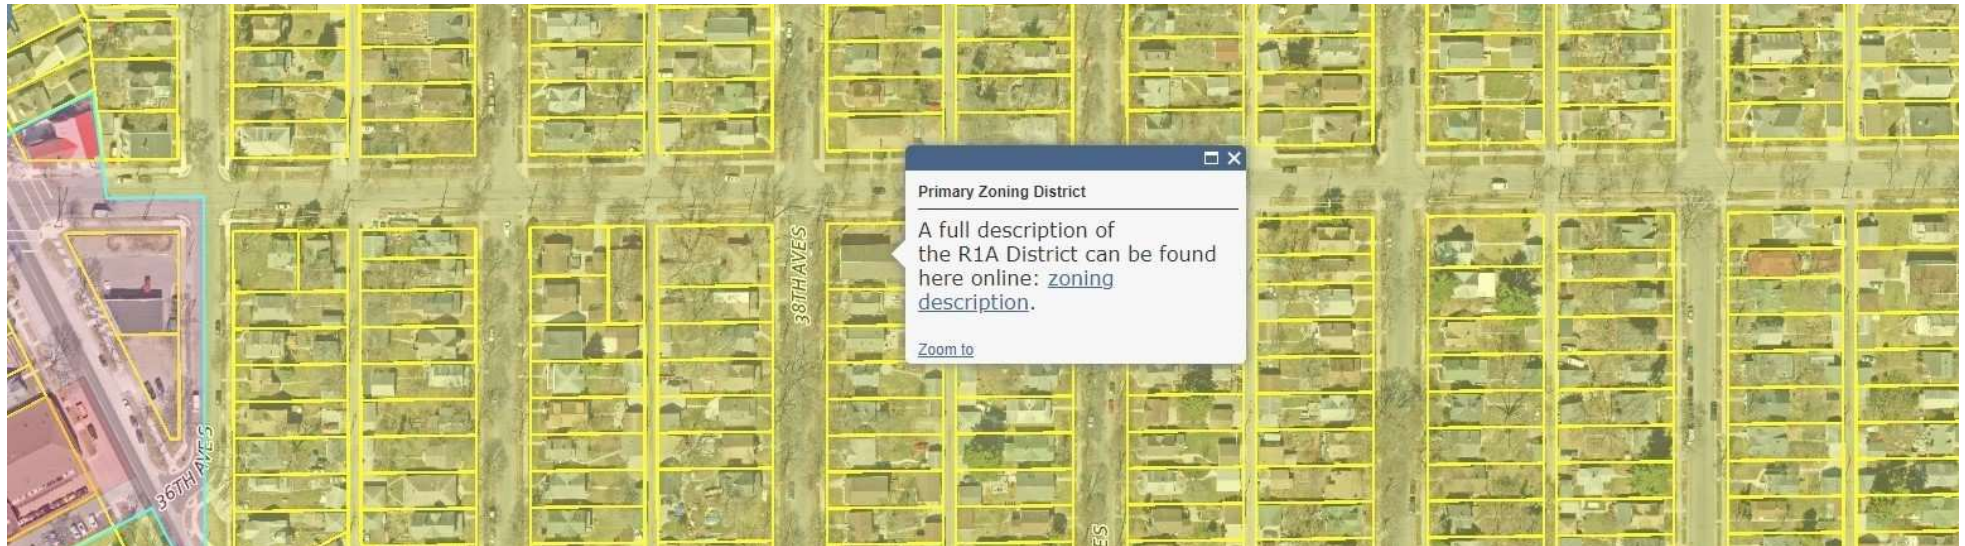 Primary Zoning District
A full description of
the R1A District can be found
here online: zoning
description.
Zoom to
38TH AVE S
36TH AVE S